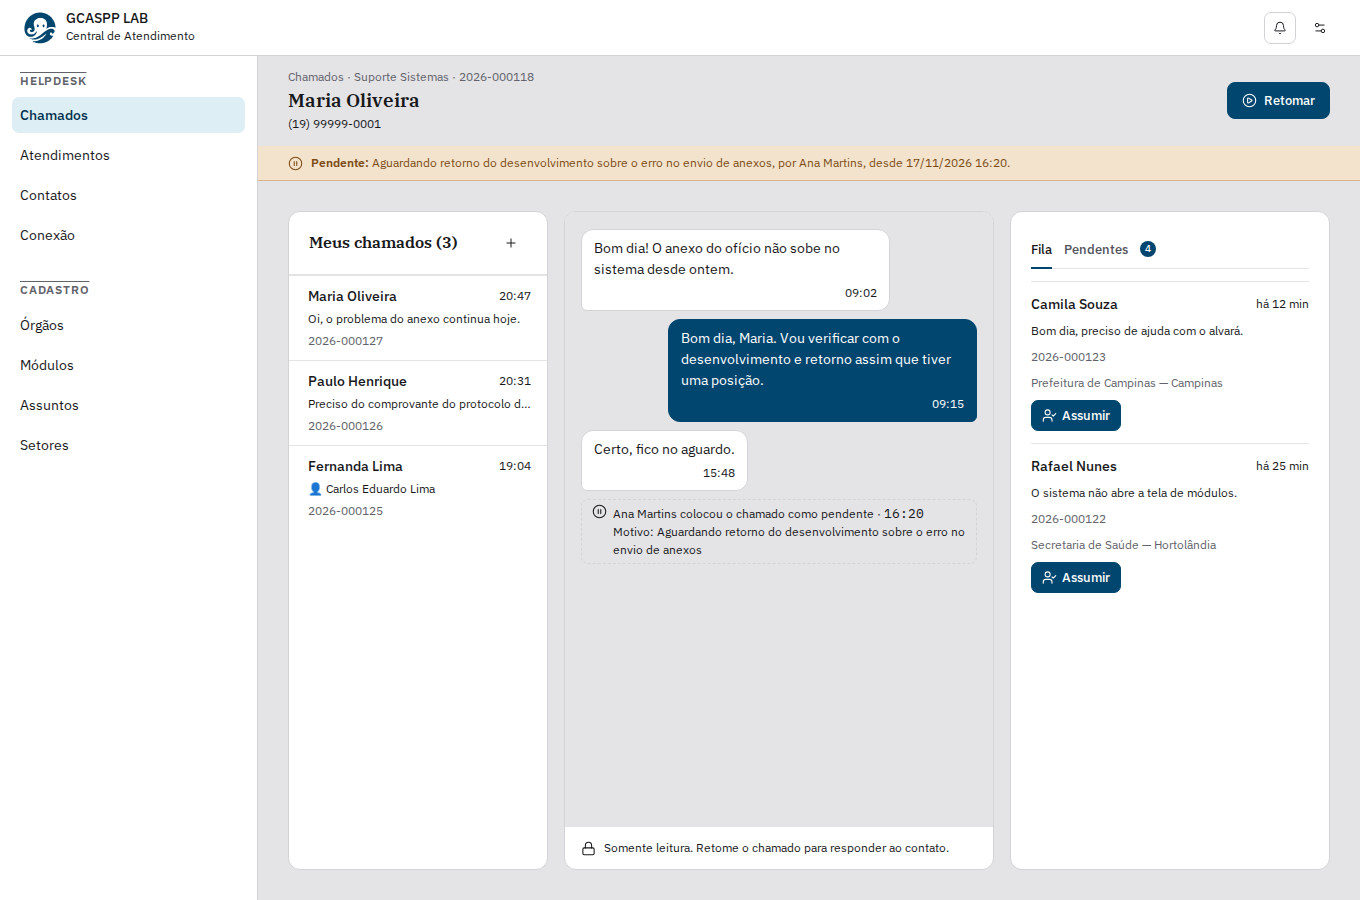 GCASPP LAB
Central de Atendimento
HELPDESK
Chamados
Atendimentos
Contatos
Conexão
CADASTRO
Órgãos
Módulos
Assuntos
Setores
Chamados · Suporte Sistemas · 2026-000118
Maria Oliveira
(19) 99999-0001
Retomar
Pendente: Aguardando retorno do desenvolvimento sobre o erro no envio de anexos, por Ana Martins, desde 17/11/2026 16:20.
Meus chamados (3)
Maria Oliveira 20:47
Oi, o problema do anexo continua hoje.
2026-000127
Paulo Henrique 20:31
Preciso do comprovante do protocolo d...
2026-000126
Fernanda Lima 19:04
Carlos Eduardo Lima
2026-000125
Bom dia! O anexo do ofício não sobe no
sistema desde ontem.
09:02
Bom dia, Maria. Vou verificar com o
desenvolvimento e retorno assim que tiver
uma posição.
09:15
Certo, fico no aguardo.
15:48
Ana Martins colocou o chamado como pendente · 16:20
Motivo: Aguardando retorno do desenvolvimento sobre o erro no
envio de anexos
Somente leitura. Retome o chamado para responder ao contato.
Fila Pendentes 4
Camila Souza há 12 min
Bom dia, preciso de ajuda com o alvará.
2026-000123
Prefeitura de Campinas — Campinas
Assumir
Rafael Nunes há 25 min
O sistema não abre a tela de módulos.
2026-000122
Secretaria de Saúde — Hortolândia
Assumir